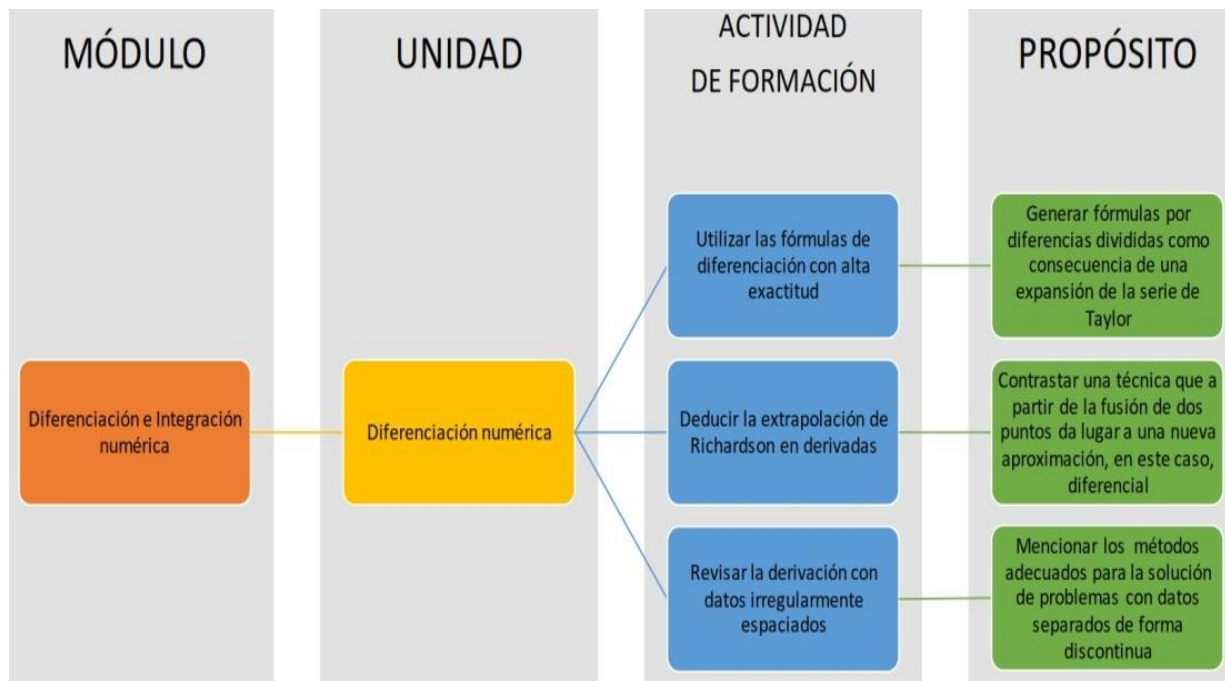 MÓDULO
UNIDAD
ACTIVIDAD
DE FORMACIÓN
PROPÓSITO
Diferenciación e Integración
numérica
Diferenciación numérica
Utilizar las fórmulas de
diferenciación con alta
exactitud
Generar fórmulas por
diferencias divididas como
consecuencia de una
expansión de la serie de
Taylor
Deducir la extrapolación de
Richardson en derivadas
Contrastar una técnica que a
partir de la fusión de dos
puntos da lugar a una nueva
aproximación, en este caso,
diferencial
Revisar la derivación con
datos irregularmente
espaciados
Mencionar los métodos
adecuados para la solución
de problemas con datos
separados de forma
discontinua